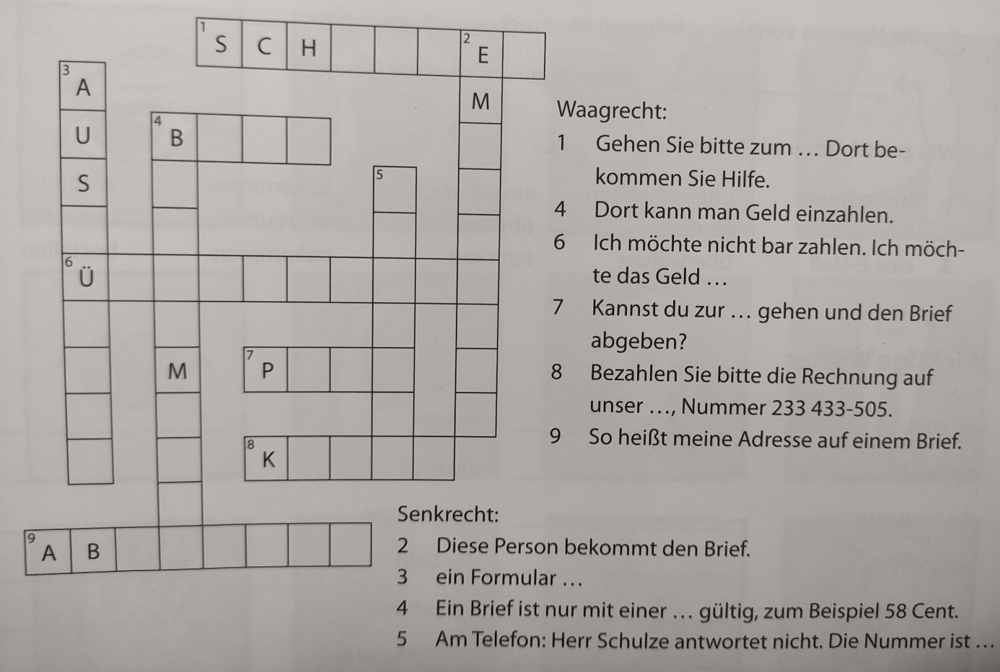 1 S C H 2 E
3 A
M
U
4 B
S
5
6 Ü
M
7 P
8 K
9 A B
Waagrecht:
1 Gehen Sie bitte zum … Dort be-
kommen Sie Hilfe.
4 Dort kann man Geld einzahlen.
6 Ich möchte nicht bar zahlen. Ich möch-
te das Geld …
7 Kannst du zur … gehen und den Brief
abgeben?
8 Bezahlen Sie bitte die Rechnung auf
unser …, Nummer 233 433-505.
9 So heißt meine Adresse auf einem Brief.
Senkrecht:
2 Diese Person bekommt den Brief.
3 ein Formular …
4 Ein Brief ist nur mit einer … gültig, zum Beispiel 58 Cent.
5 Am Telefon: Herr Schulze antwortet nicht. Die Nummer ist …